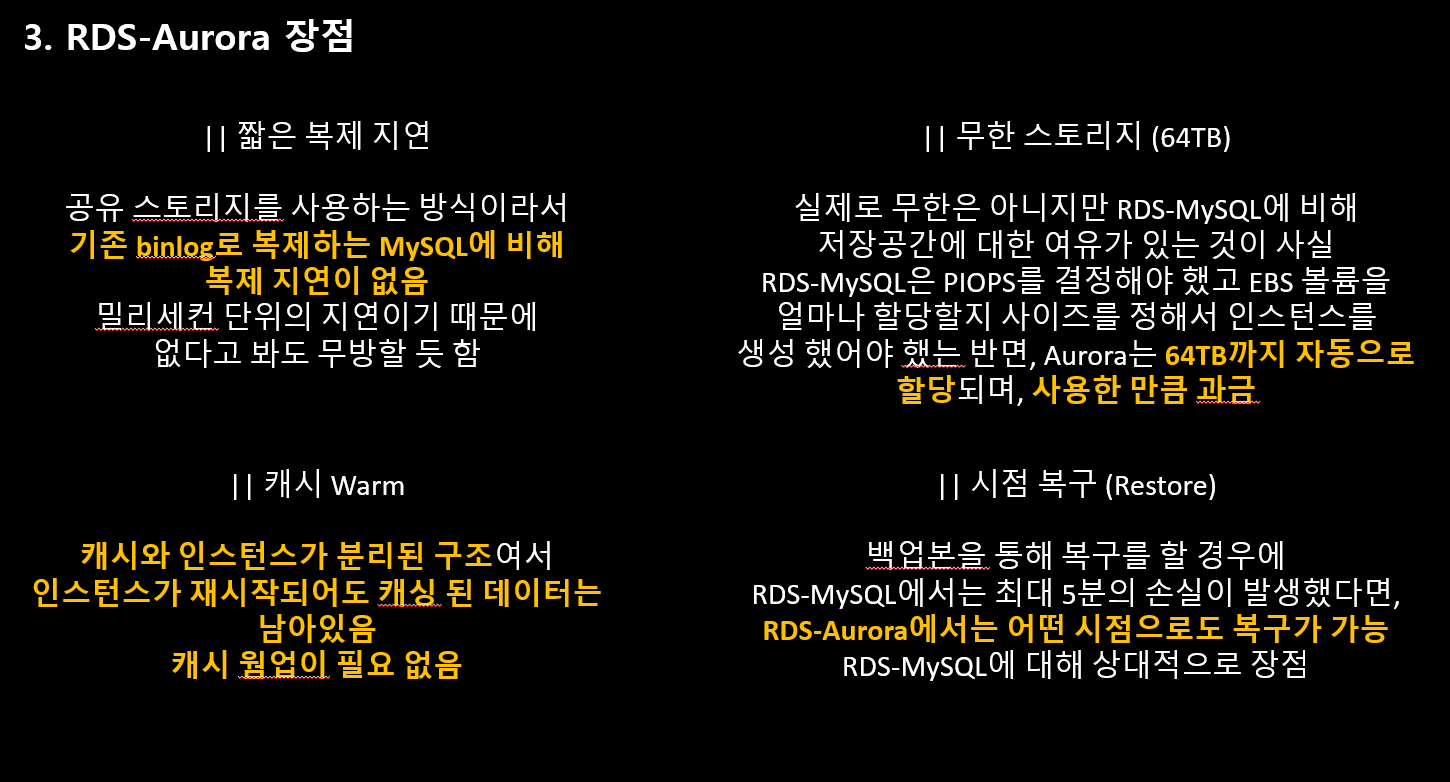 3. RDS-Aurora 장점
|| 짧은 복제 지연
공유 스토리지를 사용하는 방식이라서
기존 binlog로 복제하는 MySQL에 비해
복제 지연이 없음
밀리세컨 단위의 지연이기 때문에
없다고 봐도 무방할 듯 함
|| 무한 스토리지 (64TB)
실제로 무한은 아니지만 RDS-MySQL에 비해
저장공간에 대한 여유가 있는 것이 사실
RDS-MySQL은 PIOPS를 결정해야 했고 EBS 볼륨을
얼마나 할당할지 사이즈를 정해서 인스턴스를
생성 했어야 했는 반면, Aurora는 64TB까지 자동으로
할당되며, 사용한 만큼 과금
|| 캐시 Warm
캐시와 인스턴스가 분리된 구조여서
인스턴스가 재시작되어도 캐싱 된 데이터는
남아있음
캐시 웜업이 필요 없음
|| 시점 복구 (Restore)
백업본을 통해 복구를 할 경우에
RDS-MySQL에서는 최대 5분의 손실이 발생했다면,
RDS-Aurora에서는 어떤 시점으로도 복구가 가능
RDS-MySQL에 대해 상대적으로 장점